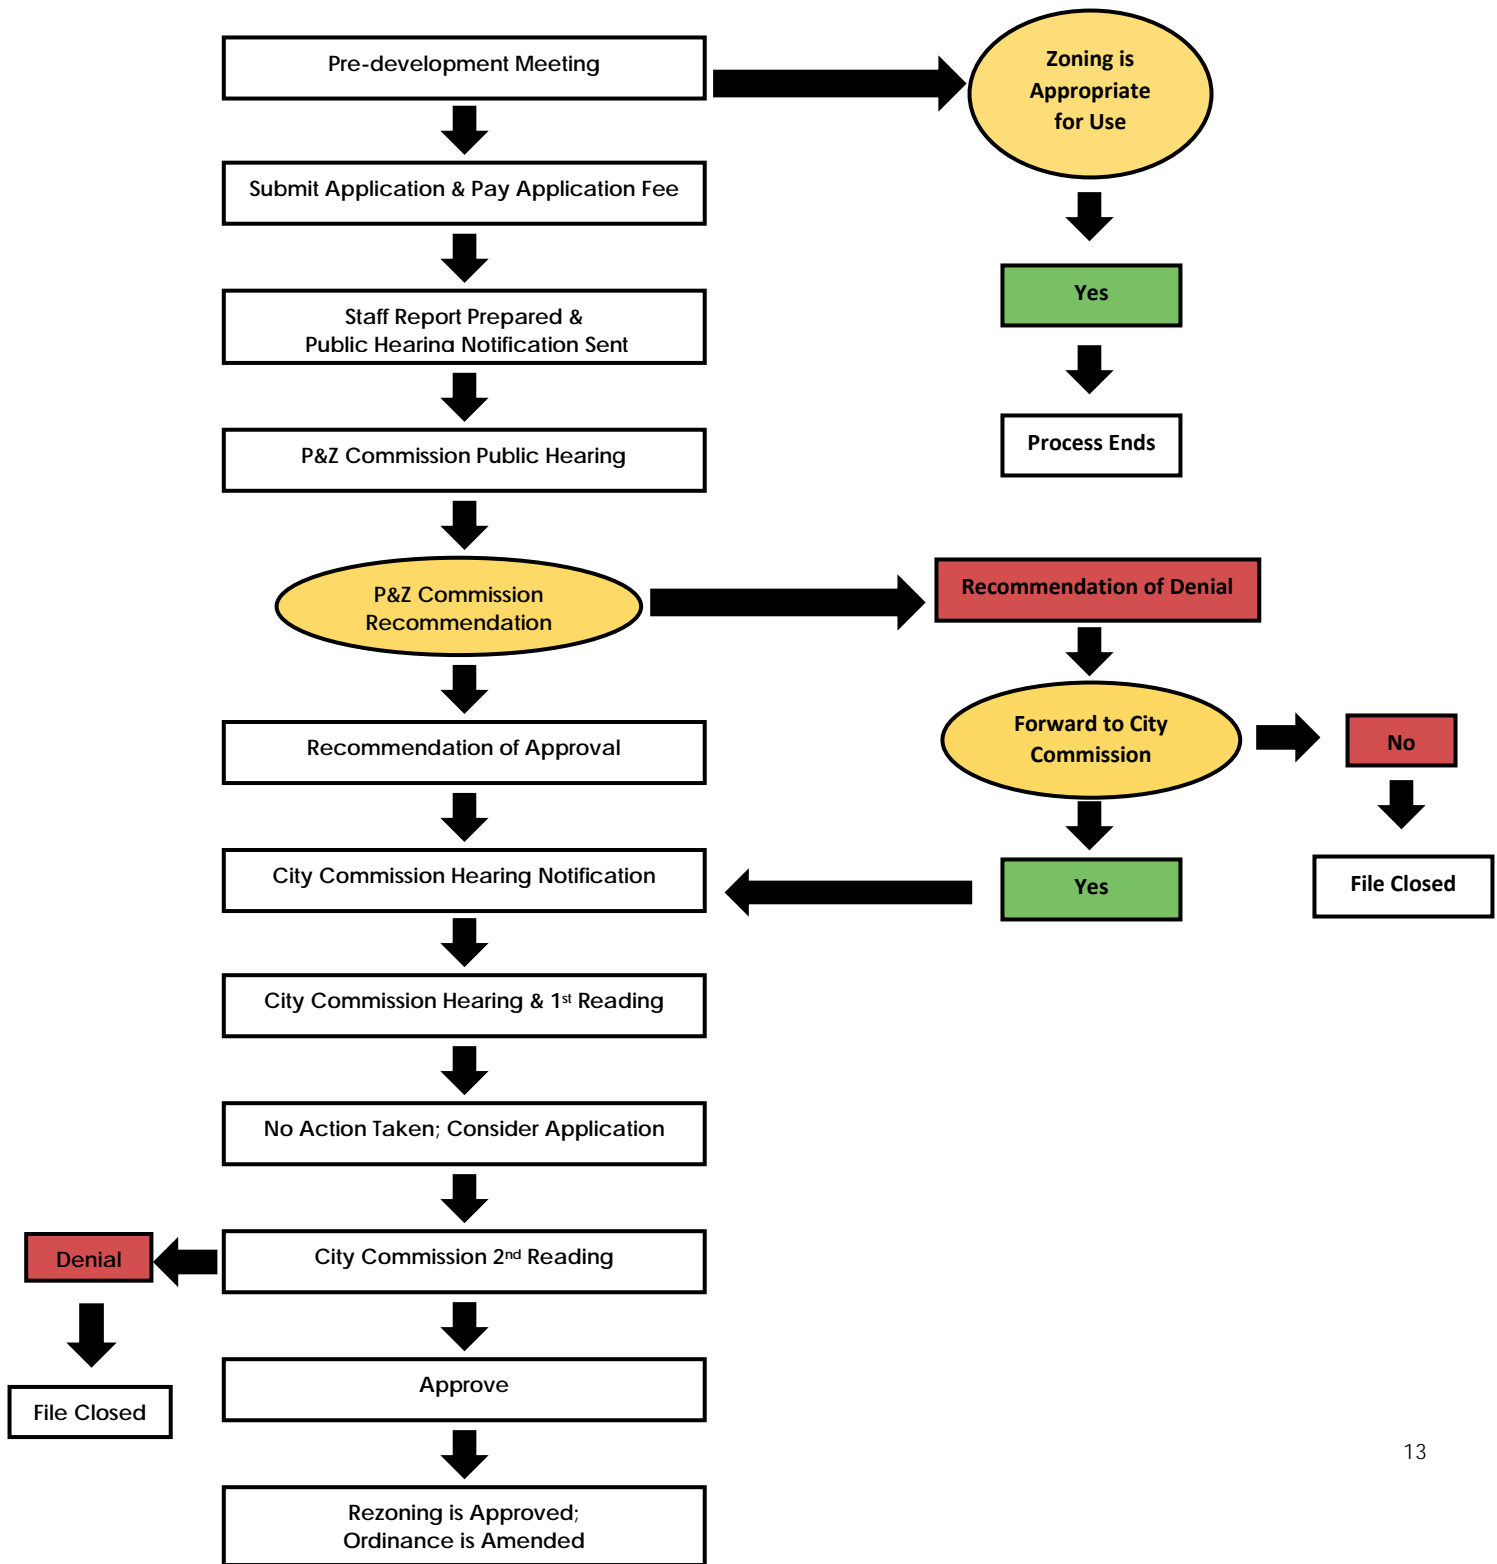 Pre-development Meeting
Zoning is
Appropriate
for Use
Submit Application & Pay Application Fee
Yes
Staff Report Prepared &
Public Hearing Notification Sent
Process Ends
P&Z Commission Public Hearing
P&Z Commission
Recommendation
Recommendation of Denial
Recommendation of Approval
Forward to City
Commission
No
City Commission Hearing Notification
Yes
File Closed
City Commission Hearing & 1st Reading
No Action Taken; Consider Application
Denial
City Commission 2nd Reading
Approve
File Closed
13
Rezoning is Approved;
Ordinance is Amended